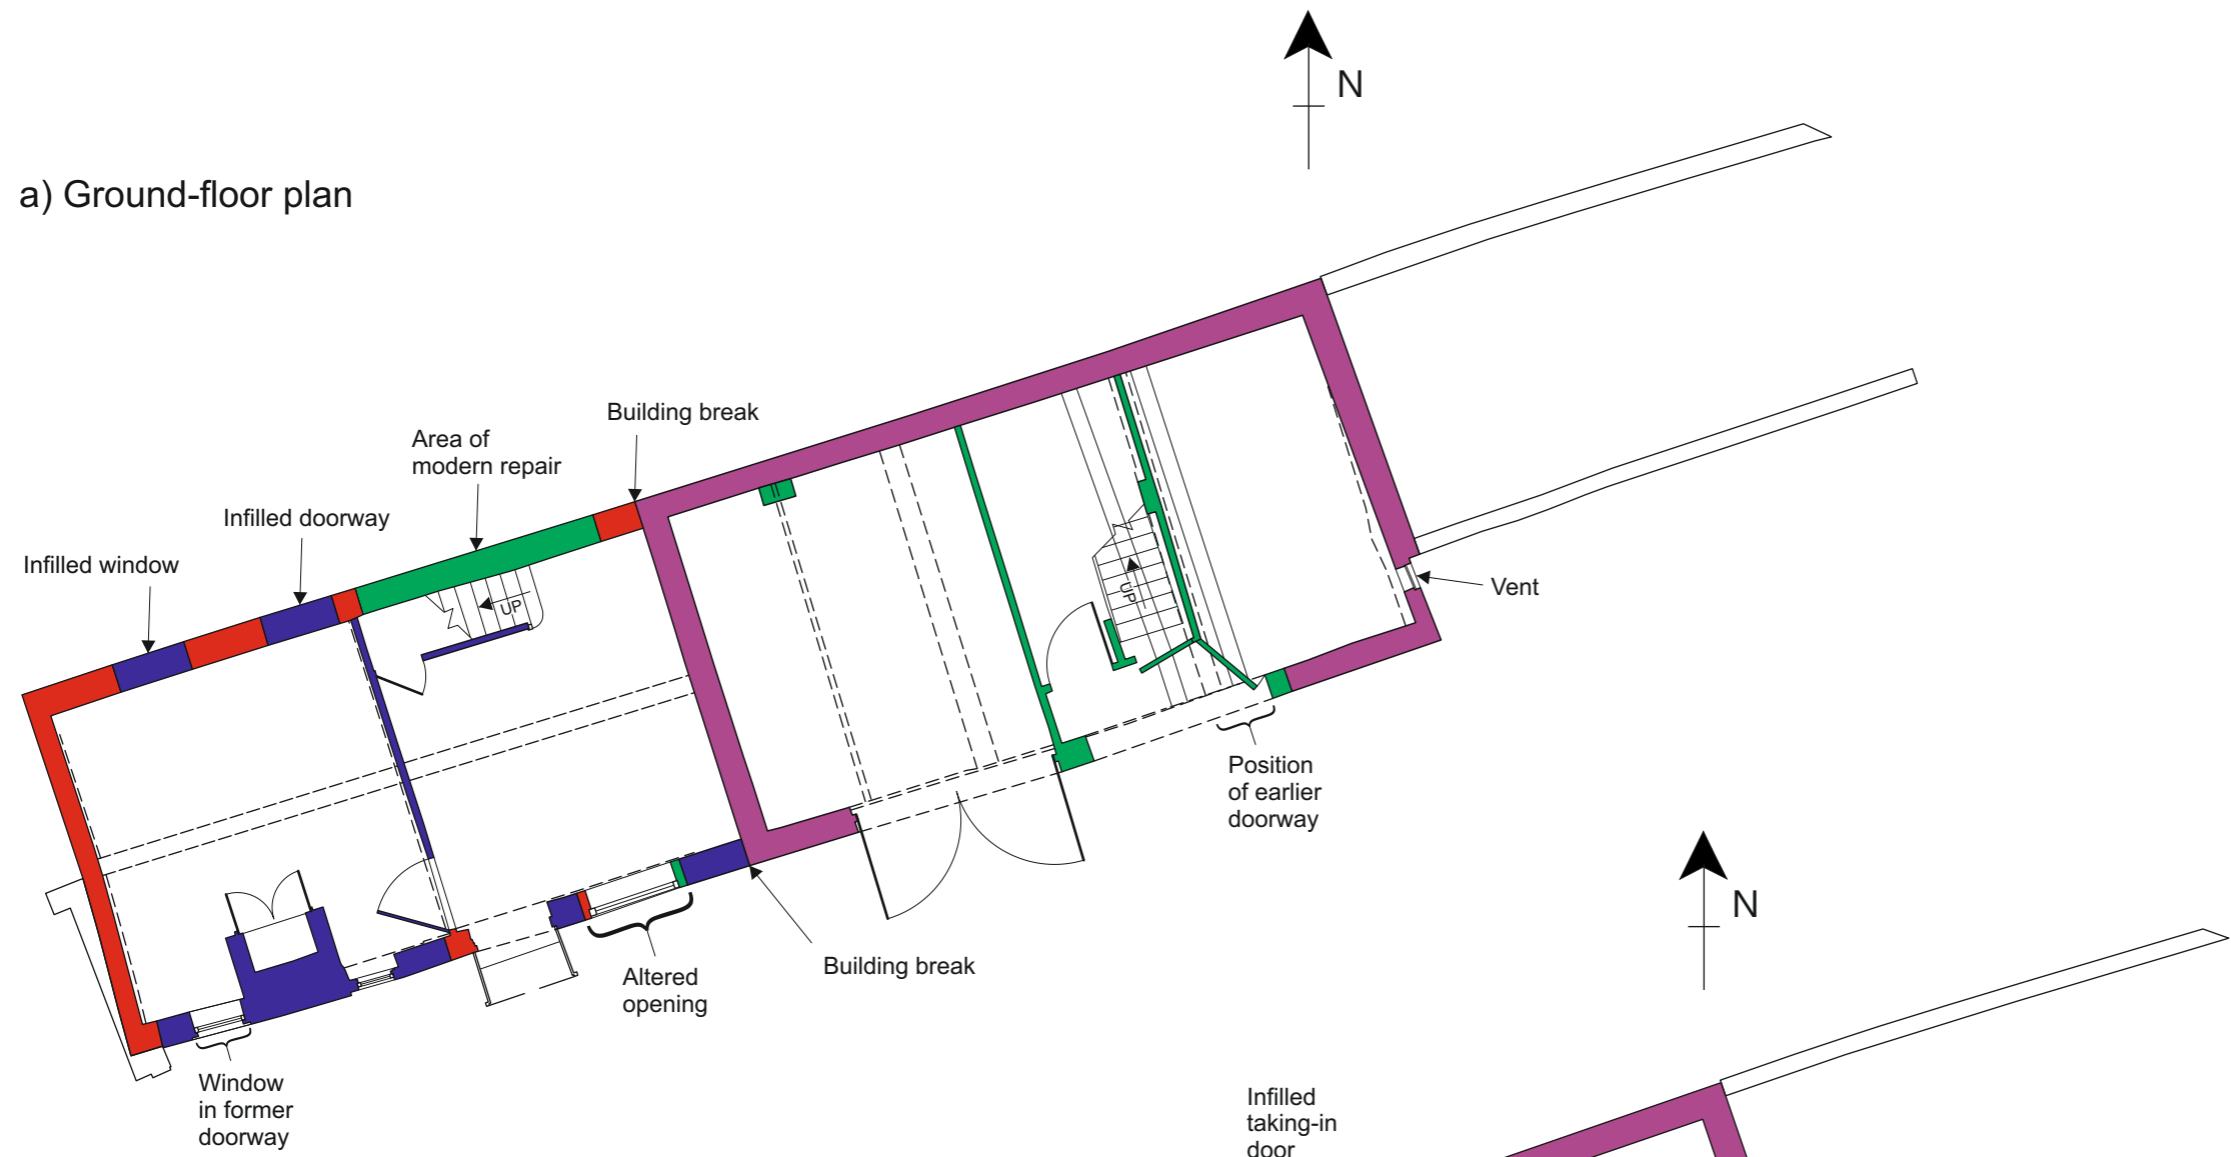 N
a) Ground-floor plan
Building break
Area of
modern repair
Infilled doorway
Infilled window
UP
UP
Vent
Position
of earlier
doorway
N
Building break
Altered
opening
Window
in former
doorway
Infilled
taking-in
door